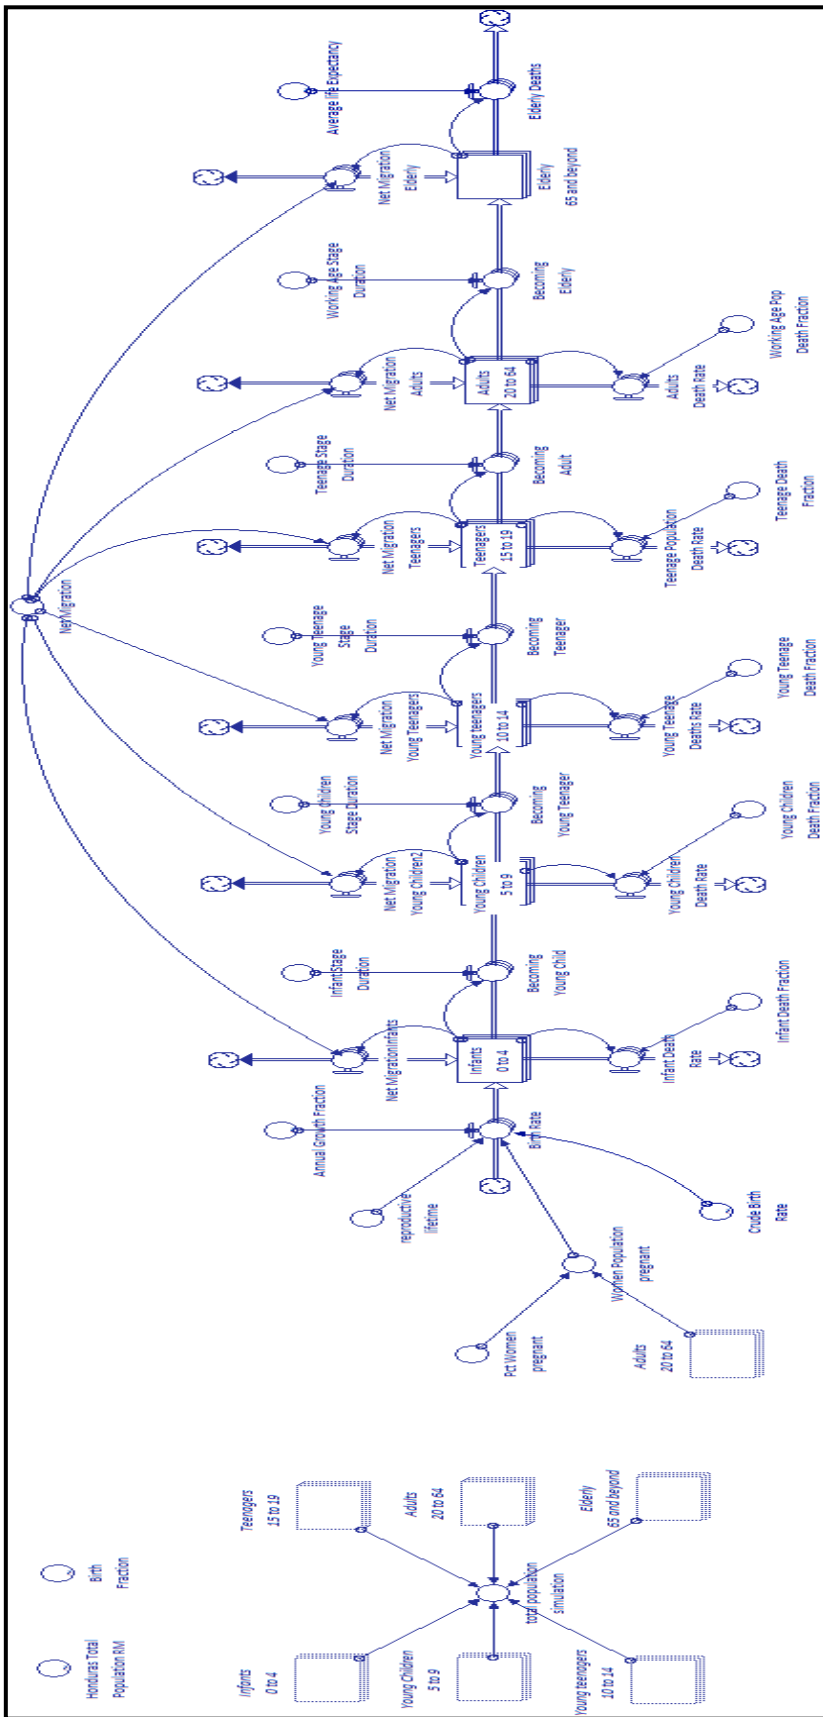 Net Migration
Honduras Total
Population RM
Birth
Fraction
Infants
0 to 4
Teenagers
15 to 19
Young Children
5 to 9
Adults
20 to 64
total population
simulation
Young teenagers
10 to 14
Elderly
65 and beyond
Annual Growth Fraction
Infant Stage
Duration
Young Children
Stage Duration
Young Teenage
Stage
Duration
Teenage Stage
Duration
Working Age Stage
Duration
Average life Expectancy
reproductive
lifetime
Net Migration Infants
Net Migration
Young Children2
Net Migration
Young Teenagers
Net Migration
Teenagers
Net Migration
Adults
Net Migration
Elderly
Pct Women
pregnant
Infants
0 to 4
Young Children
5 to 9
Young teenagers
10 to 14
Teenagers
15 to 19
Adults
20 to 64
Birth Rate
Becoming
Young Child
Becoming
Young Teenager
Becoming
Teenager
Becoming
Adult
Becoming
Elderly
Elderly
65 and beyond
Elderly Deaths
Women Population
pregnant
Adults
20 to 64
Infant Death
Rate
Young Children
Death Rate
Young Teenage
Deaths Rate
Teenage Population
Death Rate
Adults
Death Rate
Crude Birth
Rate
Infant Death Fraction
Young Children
Death Fraction
Young Teenage
Death Fraction
Teenage Death
Fraction
Working Age Pop
Death Fraction